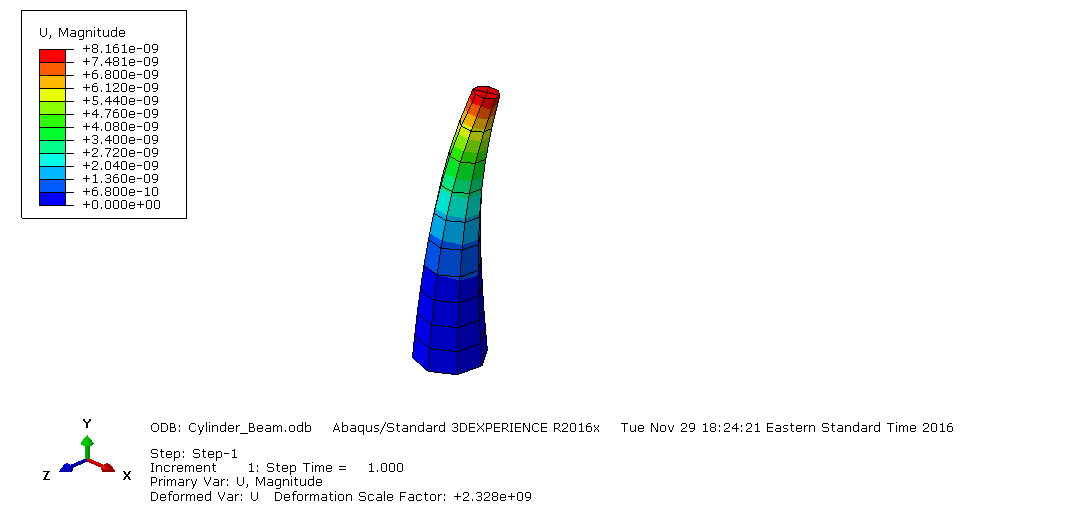 U, Magnitude
+8.161e-09
+7.481e-09
+6.800e-09
+6.120e-09
+5.440e-09
+4.760e-09
+4.080e-09
+3.400e-09
+2.720e-09
+2.040e-09
+1.360e-09
+6.800e-10
+0.000e+00
Y
Z
X
ODB: Cylinder_Beam.odb Abaqus/Standard 3DEXPERIENCE R2016x Tue Nov 29 18:24:21 Eastern Standard Time 2016
Step: Step-1
Increment 1: Step Time = 1.000
Primary Var: U, Magnitude
Deformed Var: U Deformation Scale Factor: +2.328e+09